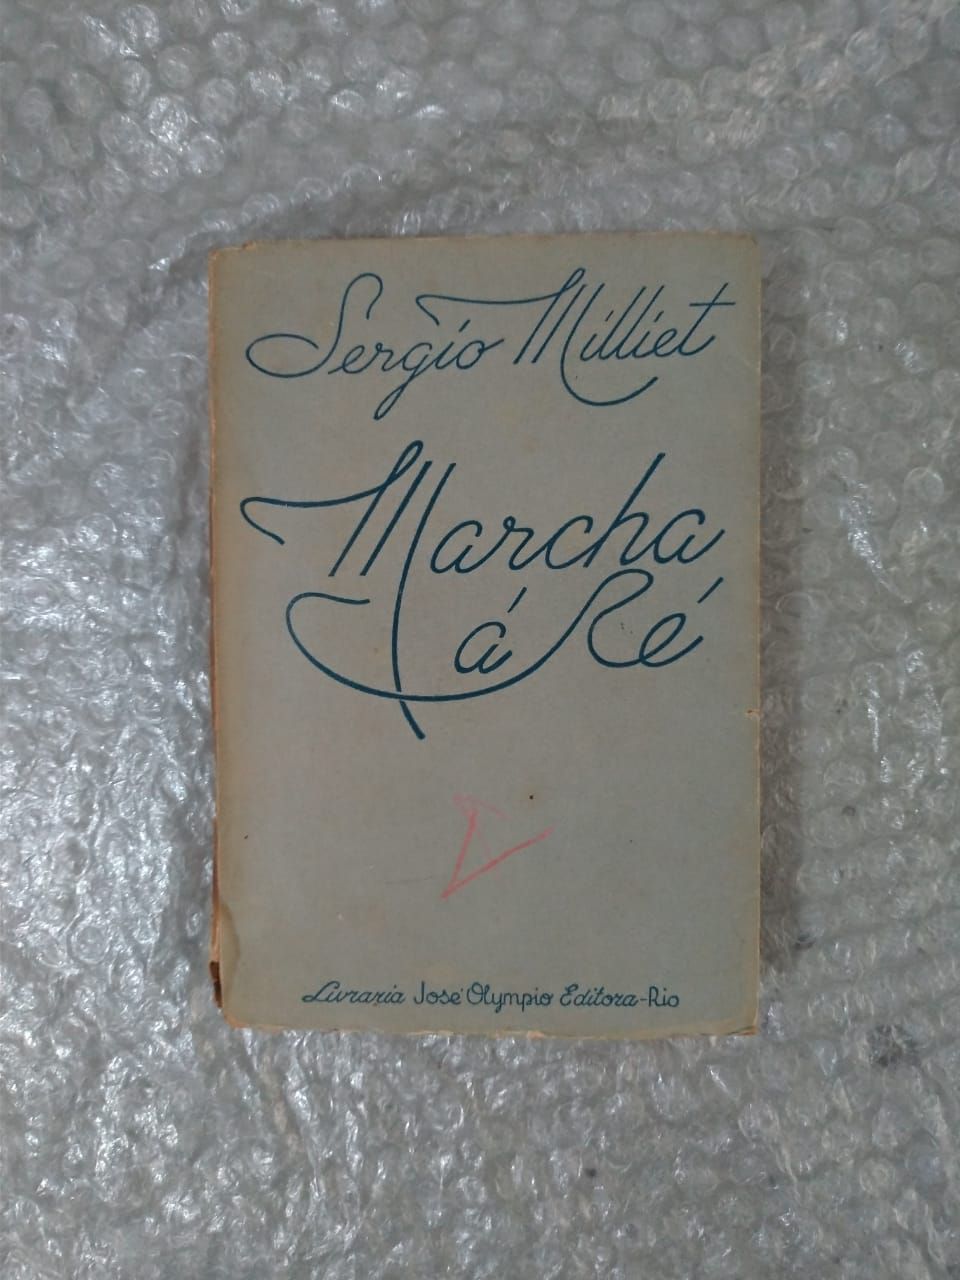 Sergio Milliet
Marcha
á Ré
Livraria José Olympio Editora-Rio